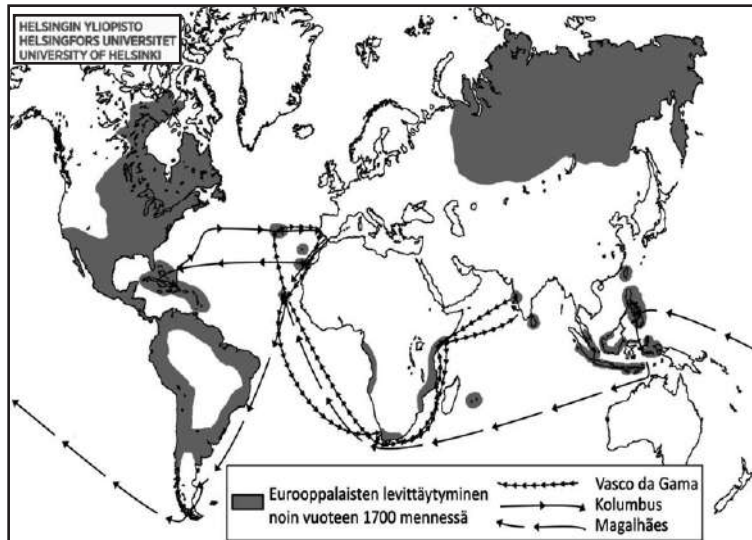 HELSINGIN YLIOPISTO
HELSINGFORS UNIVERSITET
UNIVERSITY OF HELSINKI
Eurooppalaisten levittäytyminen
noin vuoteen 1700 mennessä
Vasco da Gama
Kolumbus
Magalhães